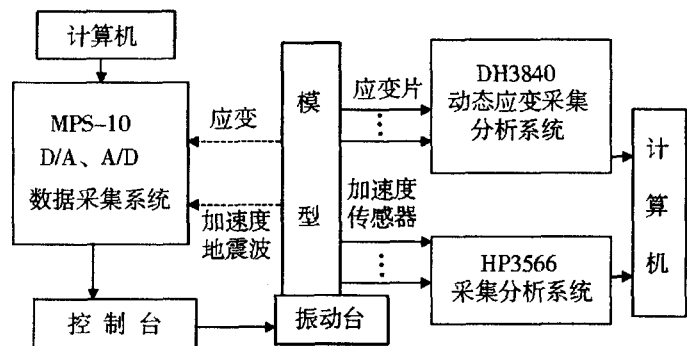 计算机
MPS-10
D/A、A/D
数据采集系统
控制台
应变
加速度
地震波
模型
振动台
应变片
加速度
传感器
DH3840
动态应变采集
分析系统
HP3566
采集分析系统
计算机